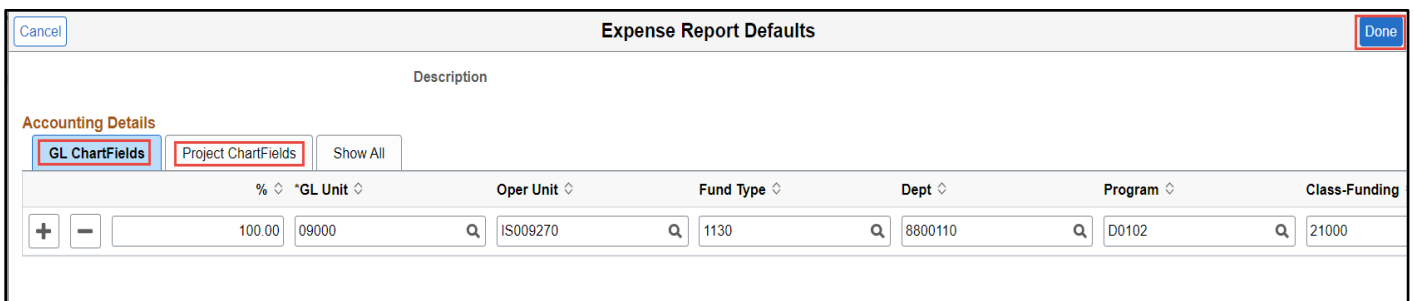 Cancel Expense Report Defaults Done
Description
Accounting Details
GL ChartFields Project ChartFields Show All
% *GL Unit Oper Unit Fund Type Dept Program Class-Funding
100.00 09000 IS009270 1130 8800110 D0102 21000